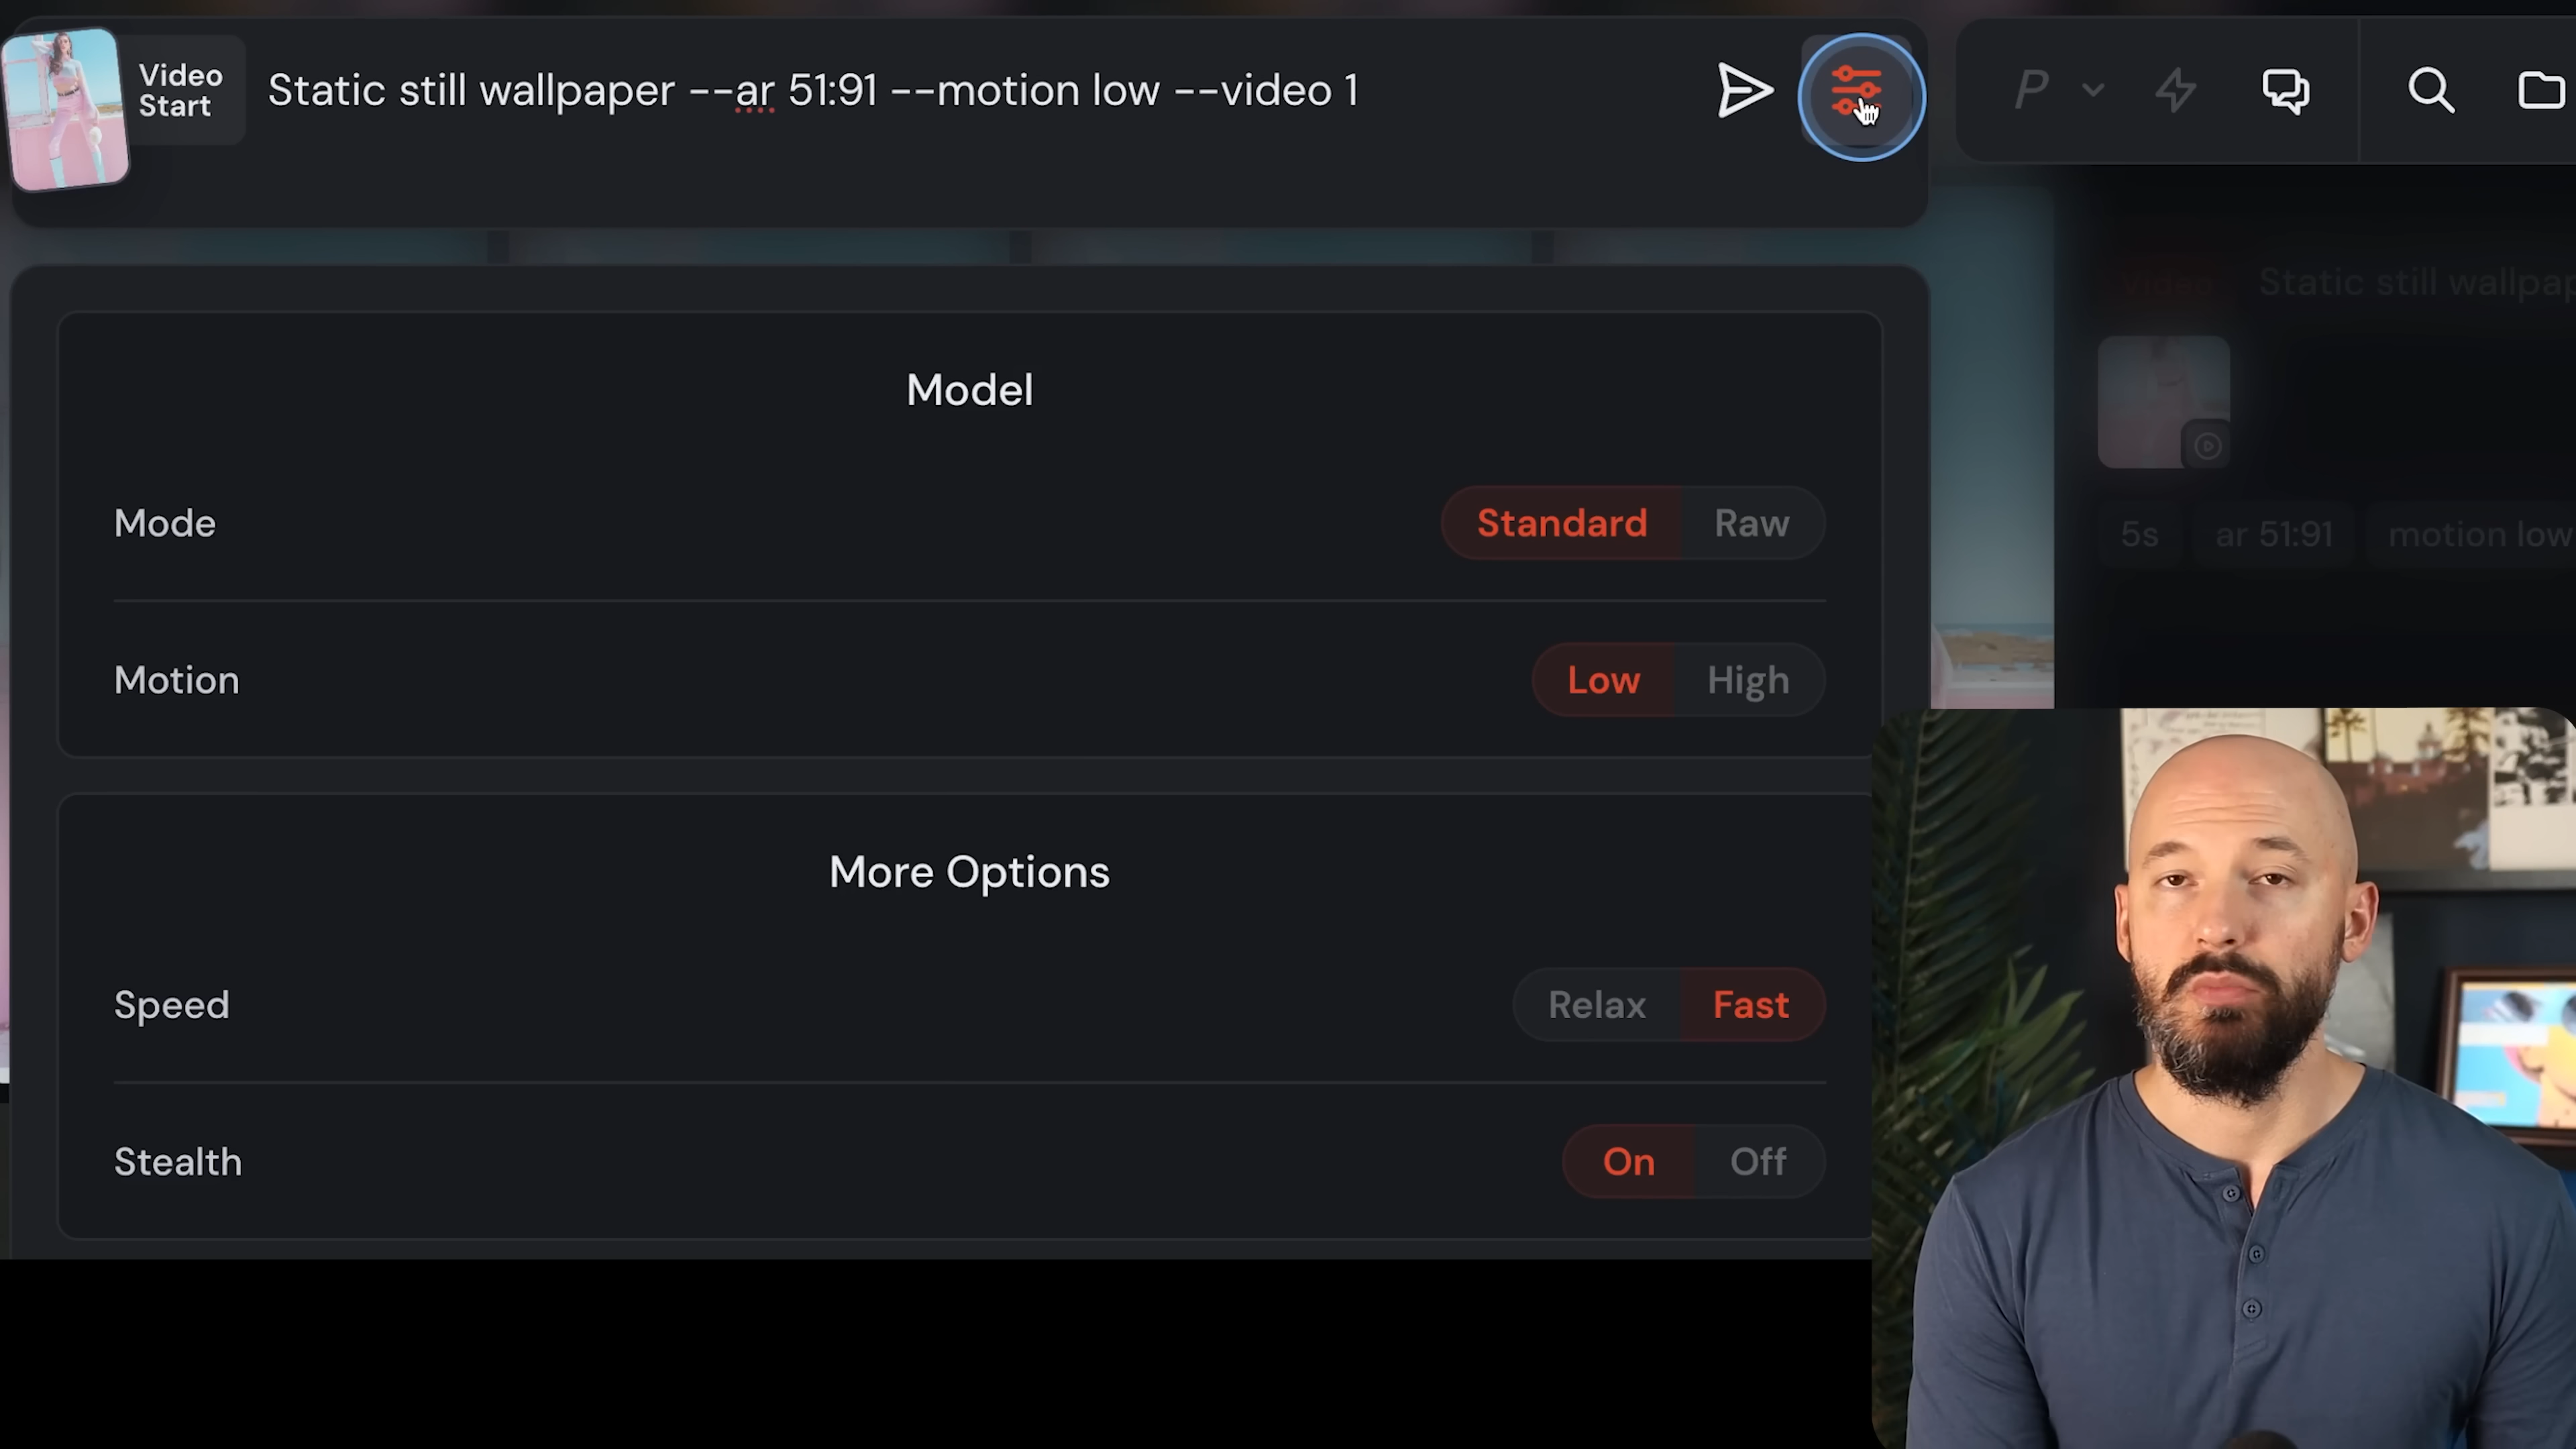 Video
Start
Static still wallpaper --ar 51:91 --motion low --video 1
P
Video
Static still wallpap
5s
ar 51:91
motion low
Model
Mode
Standard
Raw
Motion
Low
High
More Options
Speed
Relax
Fast
Stealth
On
Off